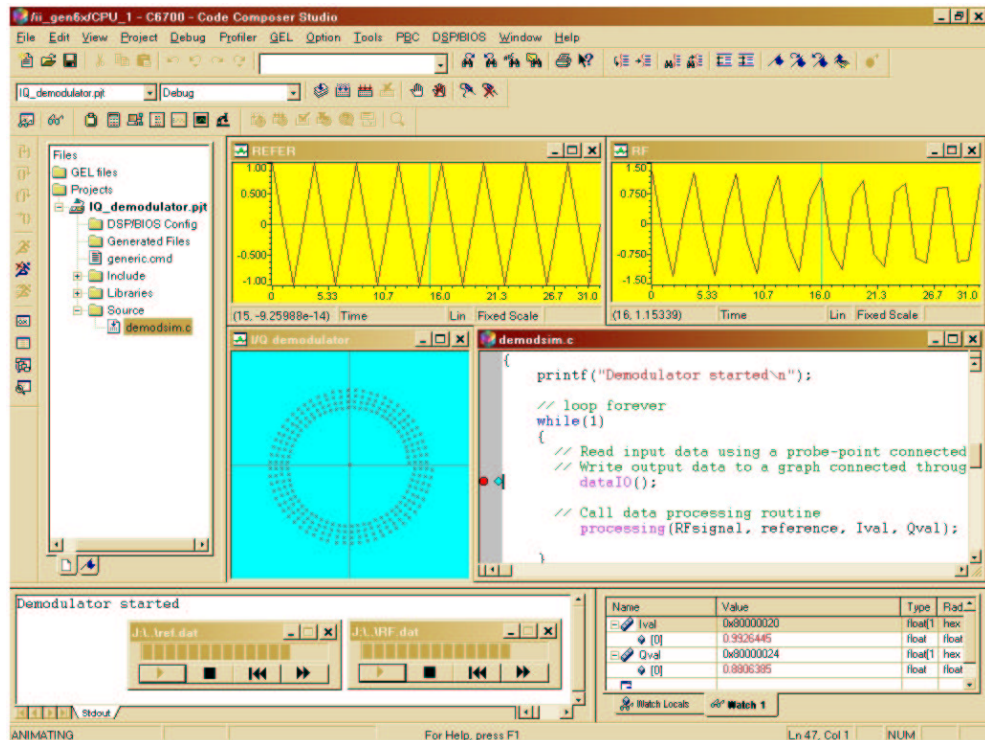 /ii_gen6x/CPU_1 - C6700 - Code Composer Studio
File Edit View Project Debug Profiler GEL Option Tools PBC DSP/BIOS Window Help
IQ_demodulator.pjt Debug
Files
GEL files
Projects
IQ_demodulator.pjt
DSP/BIOS Config
Generated Files
generic.cmd
Include
Libraries
Source
demodsim.c
REFER
1.00
0.500
0
-0.500
-1.00
0 5.33 10.7 16.0 21.3 26.7 31.0
(15, -9.25988e-14) Time Lin Fixed Scale
RF
1.50
0.750
0
-0.750
-1.50
0 5.33 10.7 16.0 21.3 26.7 31.0
(16, 1.15339) Time Lin Fixed Scale
I/Q demodulator
demodsim.c
{
printf("Demodulator started\n");
// loop forever
while(1)
{
// Read input data using a probe-point connected
// Write output data to a graph connected throug
dataIO();
// Call data processing routine
processing(RFsignal, reference, Ival, Qval);
}
Demodulator started
J:\..\ref.dat
J:\..\RF.dat
Stdout
Name Value Type Rad..
Ival 0x80000020 float[1 hex
[0] 0.9926445 float float
Qval 0x80000024 float[1 hex
[0] 0.8806385 float float
Watch Locals Watch 1
ANIMATING For Help, press F1 Ln 47, Col 1 NUM